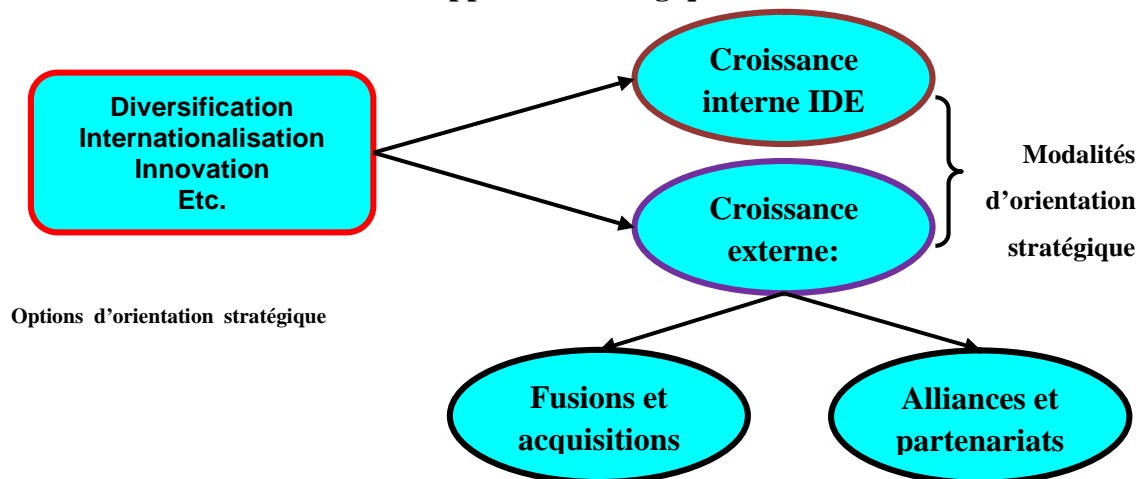 Diversification
Internationalisation
Innovation
Etc.
Croissance
interne IDE
Croissance
externe:
Modalités
d'orientation
stratégique
Options d'orientation stratégique
Fusions et
acquisitions
Alliances et
partenariats